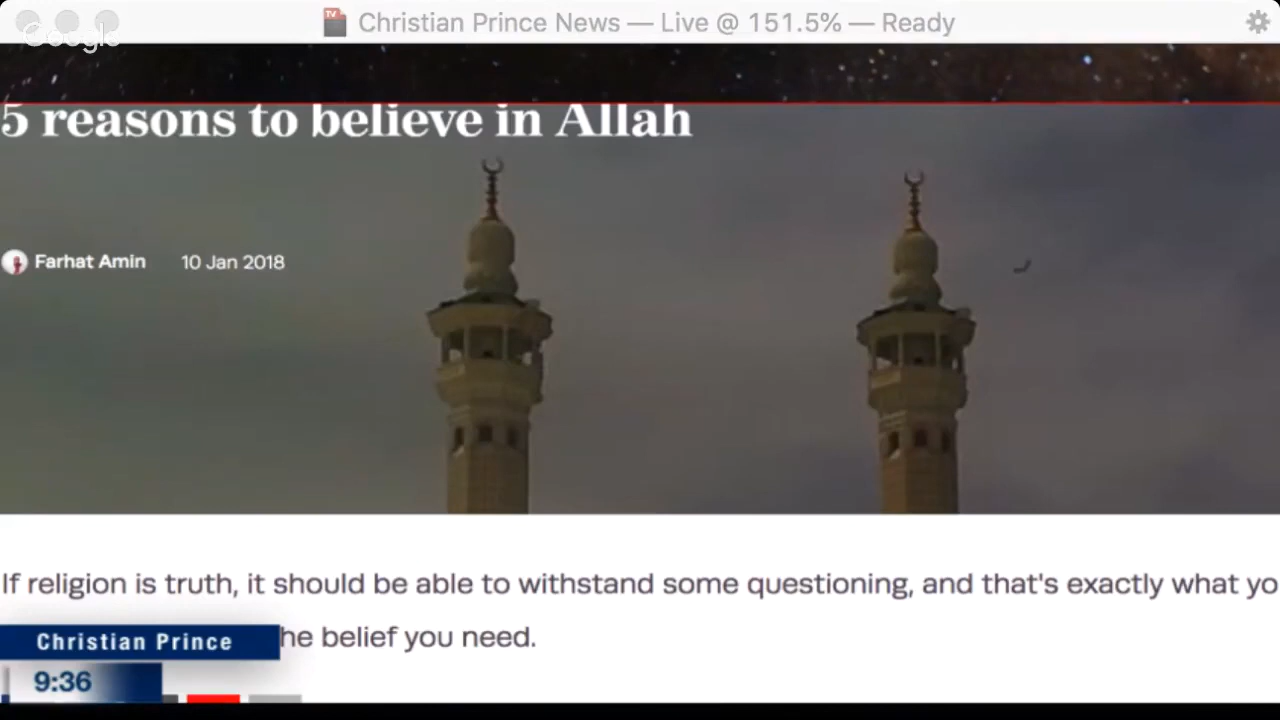 TV Christian Prince News — Live @ 151.5% — Ready
Google
5 reasons to believe in Allah
Farhat Amin 10 Jan 2018
If religion is truth, it should be able to withstand some questioning, and that's exactly what yo
he belief you need.
Christian Prince
9:36